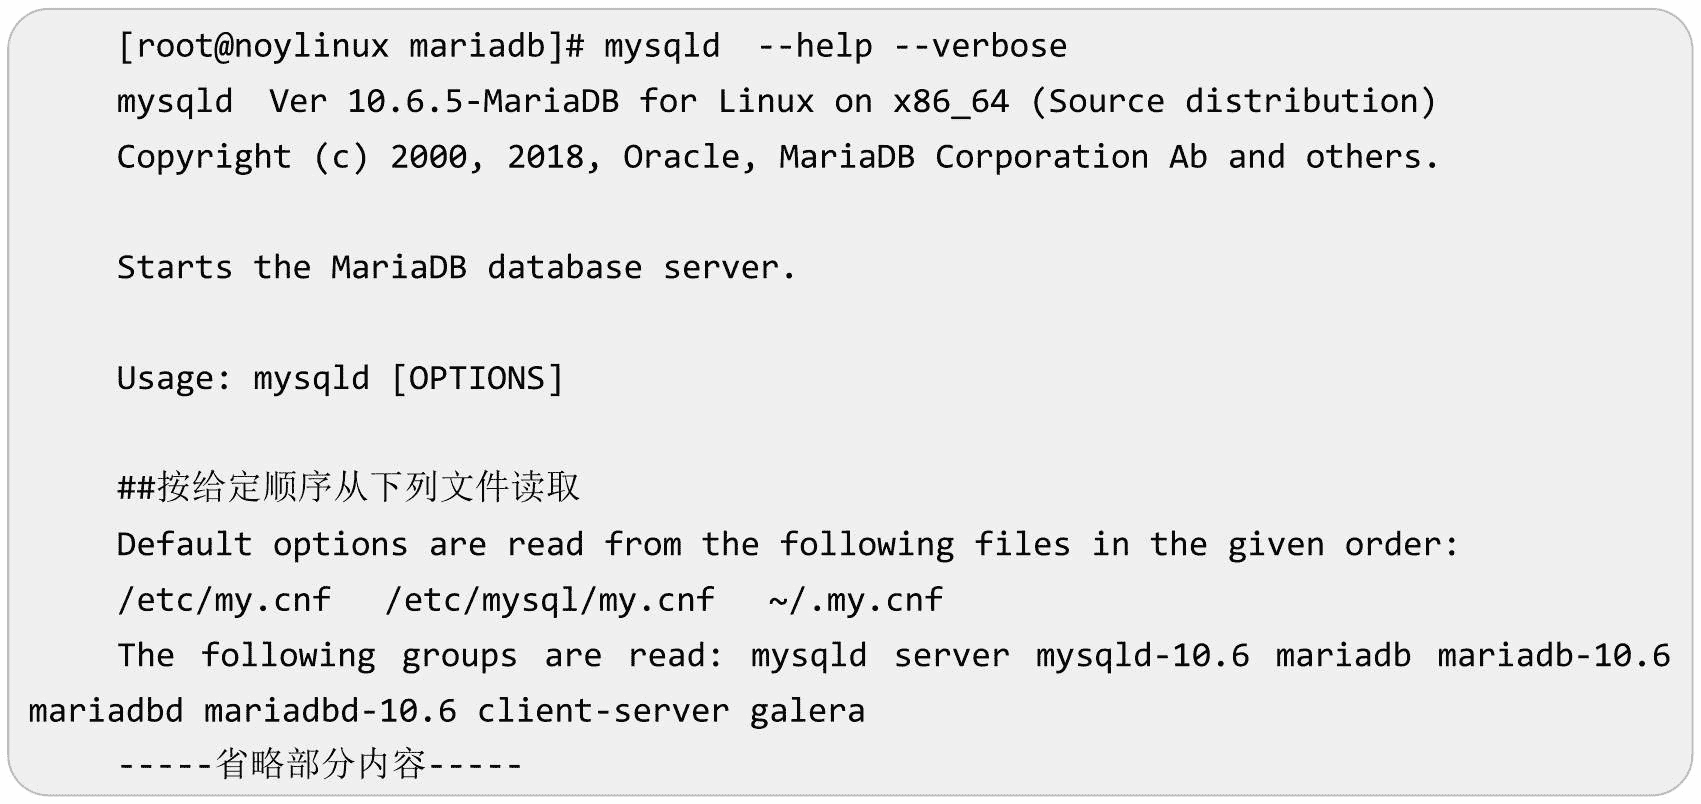 [root@noylinux mariadb]# mysqld  --help --verbose
mysqld  Ver 10.6.5-MariaDB for Linux on x86_64 (Source distribution)
Copyright (c) 2000, 2018, Oracle, MariaDB Corporation Ab and others.
Starts the MariaDB database server.
Usage: mysqld [OPTIONS]
##按给定顺序从下列文件读取
Default options are read from the following files in the given order:
/etc/my.cnf   /etc/mysql/my.cnf   ~/.my.cnf
The following groups are read: mysqld server mysqld-10.6 mariadb mariadb-10.6
mariadbd mariadbd-10.6 client-server galera
-----省略部分内容-----